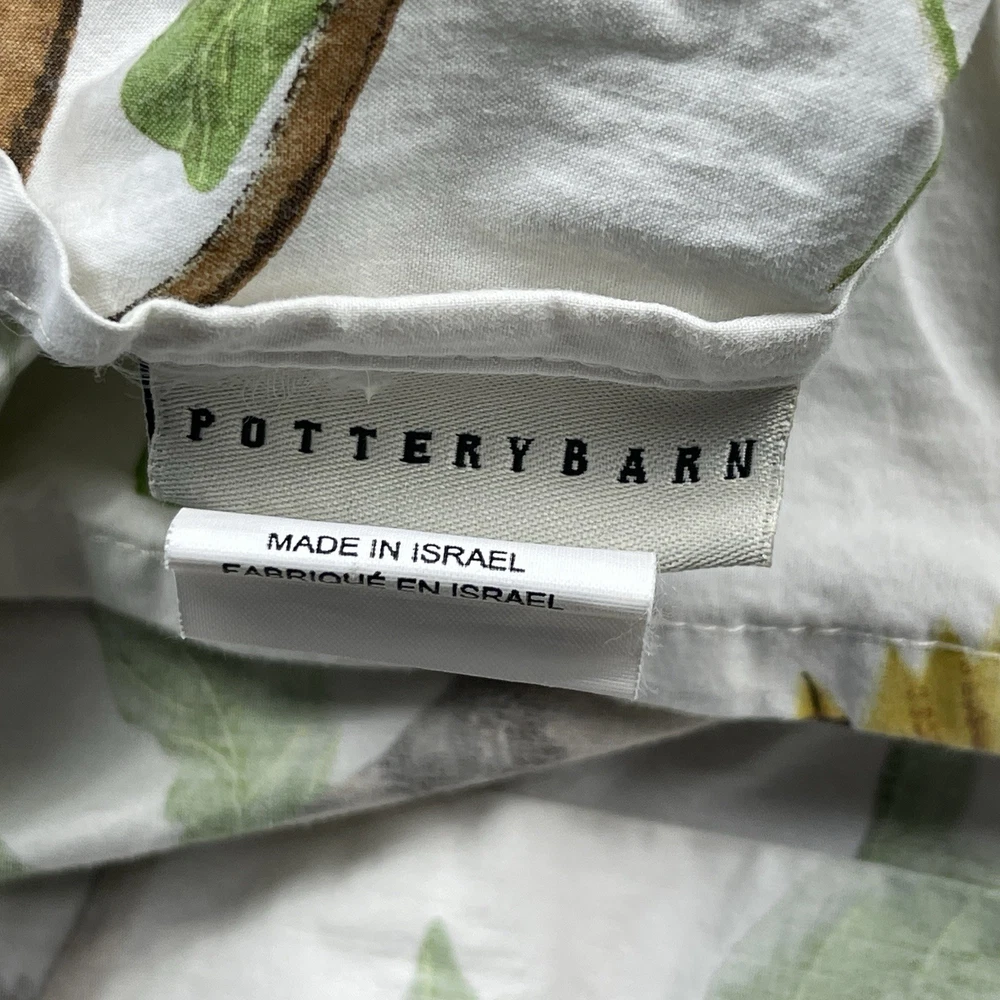 POTTERYBARN
MADE IN ISRAEL
FABRIQUÉ EN ISRAEL